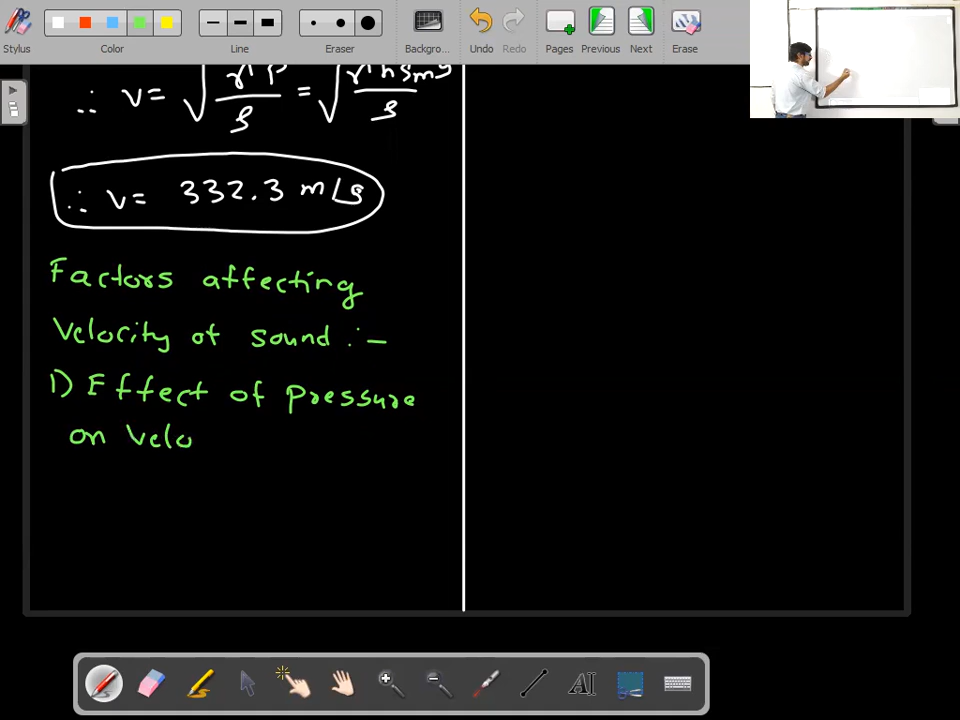 Stylus
Color
Line
Eraser
Backgro...
Undo
Redo
Pages
Previous
Next
Erase
∴ v = √(γP/ρ) = √(γhρmg/ρ)
∴ v = 332.3 m/s
Factors affecting
Velocity of sound :-
1) Effect of Pressure
on Velo